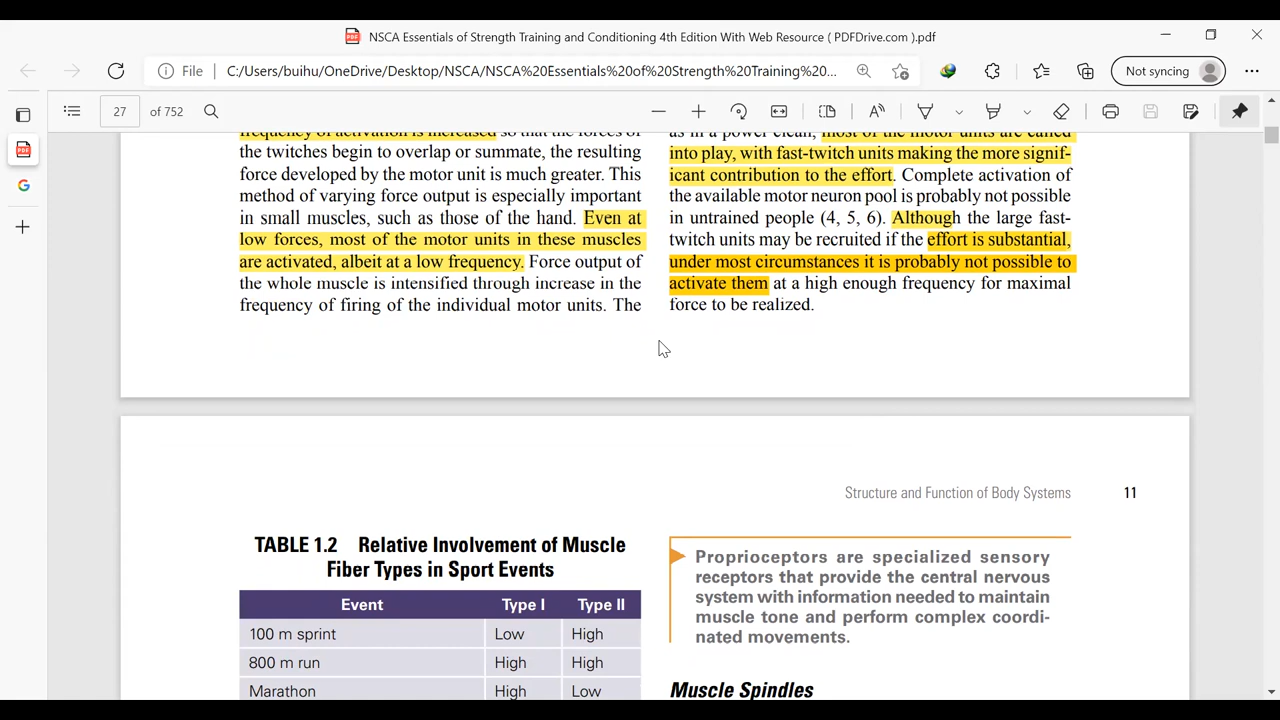 NSCA Essentials of Strength Training and Conditioning 4th Edition With Web Resource ( PDFDrive.com ).pdf
File
C:/Users/buihu/OneDrive/Desktop/NSCA/NSCA%20Essentials%20of%20Strength%20Training%20...
Not syncing
27
of 752
frequency of activation is increased so that the forces of
the twitches begin to overlap or summate, the resulting
force developed by the motor unit is much greater. This
method of varying force output is especially important
in small muscles, such as those of the hand. Even at
low forces, most of the motor units in these muscles
are activated, albeit at a low frequency. Force output of
the whole muscle is intensified through increase in the
frequency of firing of the individual motor units. The
as in a power clean, most of the motor units are called
into play, with fast-twitch units making the more signif-
icant contribution to the effort. Complete activation of
the available motor neuron pool is probably not possible
in untrained people (4, 5, 6). Although the large fast-
twitch units may be recruited if the effort is substantial,
under most circumstances it is probably not possible to
activate them at a high enough frequency for maximal
force to be realized.
Structure and Function of Body Systems 11
TABLE 1.2 Relative Involvement of Muscle
Fiber Types in Sport Events
Event Type I Type II
100 m sprint Low High
800 m run High High
Marathon High Low
Proprioceptors are specialized sensory
receptors that provide the central nervous
system with information needed to maintain
muscle tone and perform complex coordi-
nated movements.
Muscle Spindles